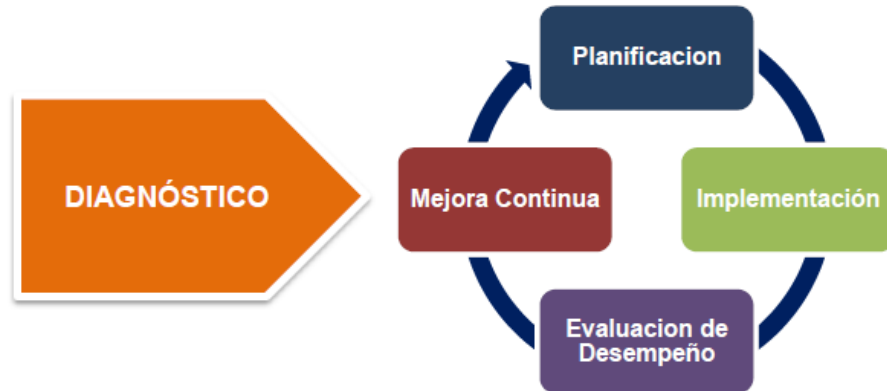 DIAGNÓSTICO
Planificacion
Mejora Continua
Implementación
Evaluacion de
Desempeño